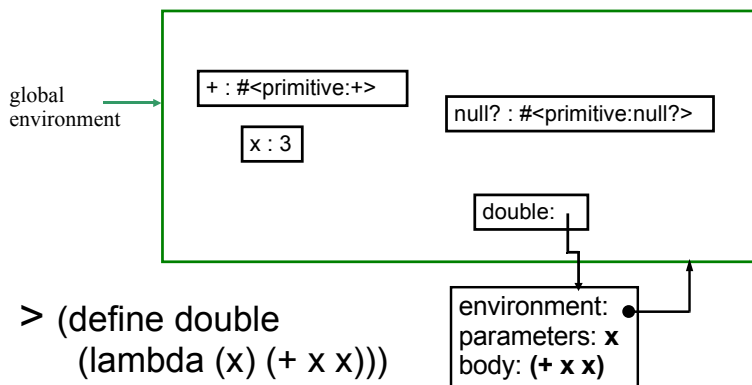 global
environment
+ : #<primitive:+>
null? : #<primitive:null?>
x : 3
double:
> (define double
(lambda (x) (+ x x)))
environment:
parameters: x
body: (+ x x)